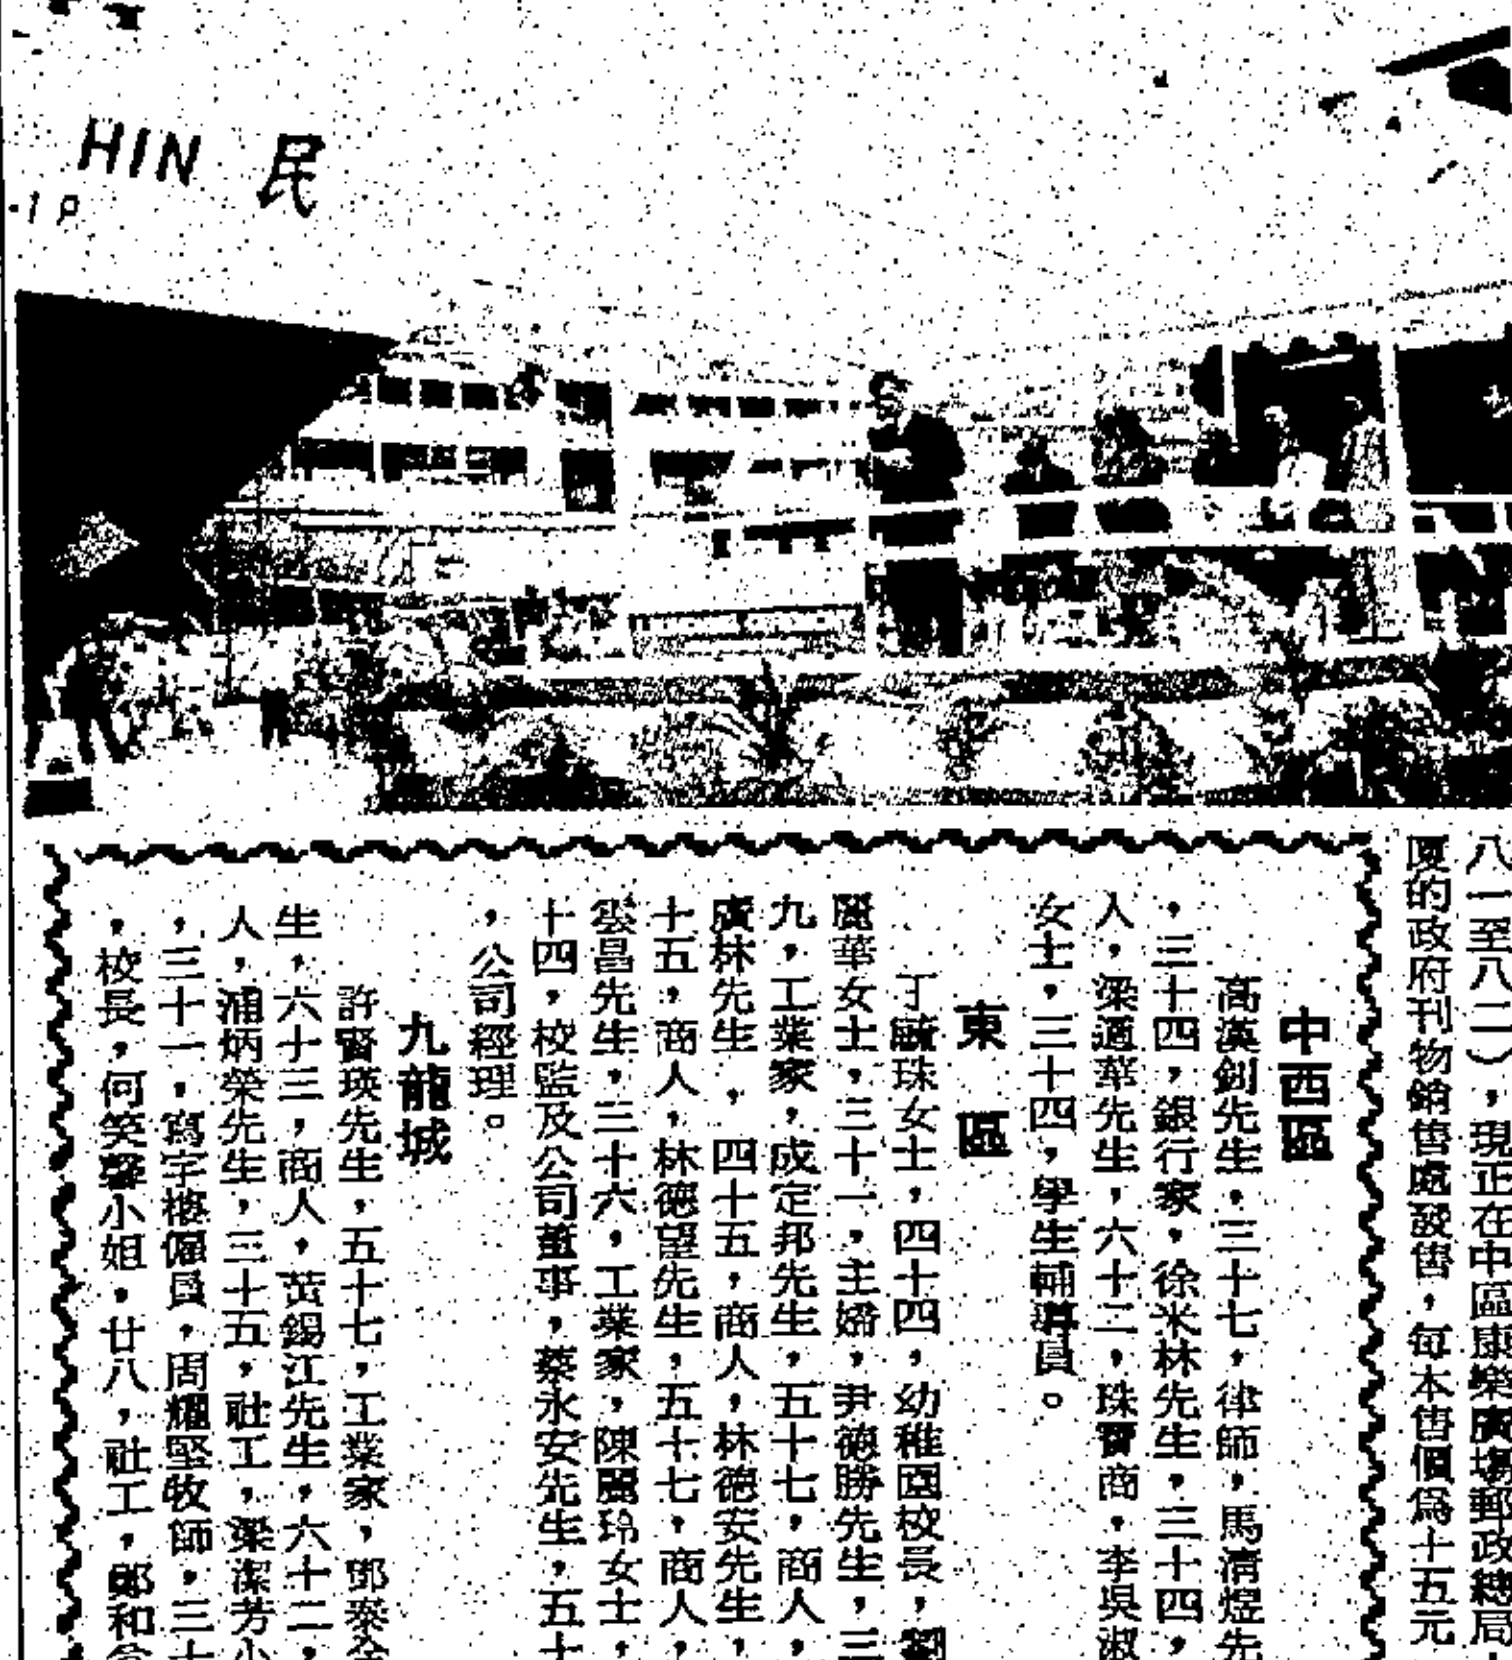 HIN 民
八一至八二），現正在中區康樂廣塲郵政總局
廈的政府刊物銷售處發售，每本售價爲十五元
中西區
高漢釗先生，三十七，律師，馬清煜先
，三十四，銀行家，徐米林先生，三十四，
人，梁適華先生，六十二，珠寶商，李吳淑
女士，三十四，學生輔導員。
東 區
丁毓珠女士，四十四，幼稚園校長，劉
麗華女士，三十一，主婦，尹德勝先生，三
九，工業家，成定邦先生，五十七，商人，
廣林先生，四十五，商人，林德安先生，
十五，商人，林德望先生，五十七，商人，
雲昌先生，三十六，工業家，陳麗玲女士，
十四，校監及公司董事，蔡永安先生，五十
，公司經理。
九龍城
許賢瑛先生，五十七，工業家，鄧泰
生，六十三，商人，黃錫江先生，六十二，
人，浦炳榮先生，三十五，社工，梁潔芳小
，三十一，寫字樓僱員，周耀堅牧師，三十
，校長，何笑馨小姐，廿八，社工，鄭和